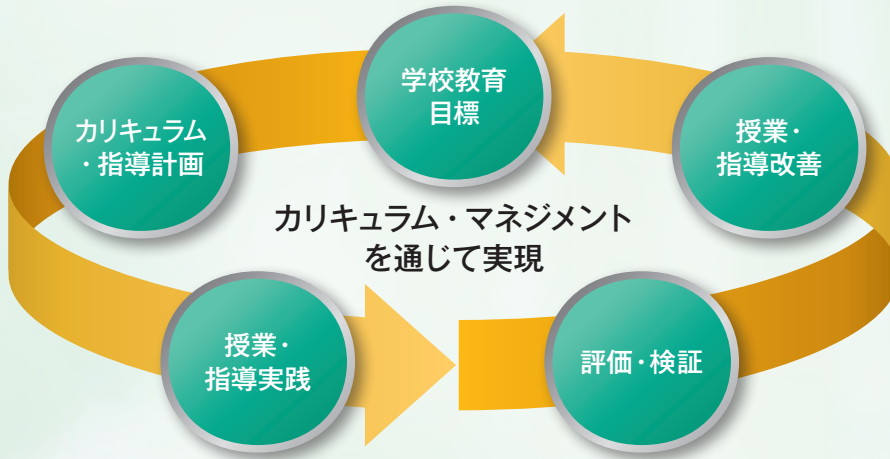 学校教育
目標
カリキュラム
・指導計画
授業・
指導改善
カリキュラム・マネジメント
を通じて実現
授業・
指導実践
評価・検証